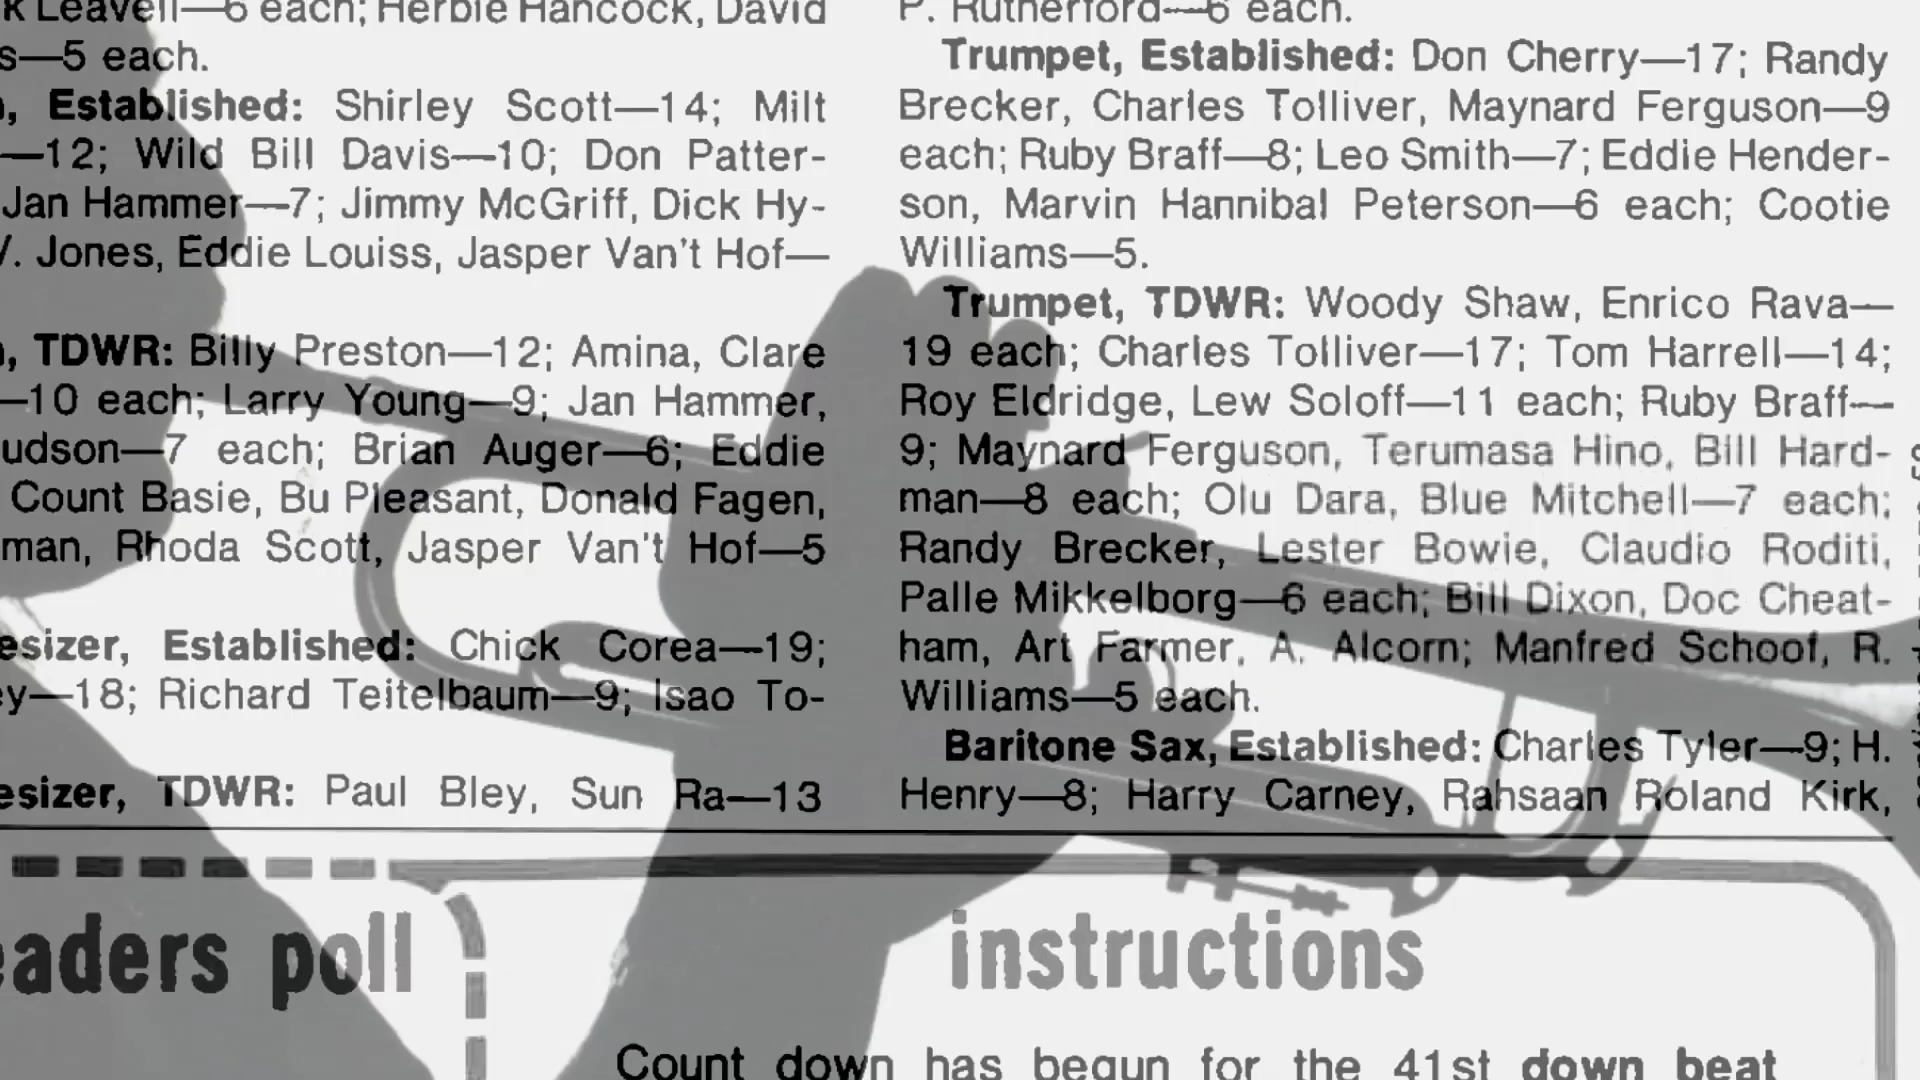 k Leavell—6 each; Herbie Hancock, David
s—5 each.
Established: Shirley Scott—14; Milt
—12; Wild Bill Davis—10; Don Patter-
Jan Hammer—7; Jimmy McGriff, Dick Hy-
V. Jones, Eddie Louiss, Jasper Van't Hof—
TDWR: Billy Preston—12; Amina, Clare
—10 each; Larry Young—9; Jan Hammer,
udson—7 each; Brian Auger—6; Eddie
Count Basie, Bu Pleasant, Donald Fagen,
man, Rhoda Scott, Jasper Van't Hof—5
esizer, Established: Chick Corea—19;
ey—18; Richard Teitelbaum—9; Isao To-
esizer, TDWR: Paul Bley, Sun Ra—13
P. Rutherford—6 each.
Trumpet, Established: Don Cherry—17; Randy
Brecker, Charles Tolliver, Maynard Ferguson—9
each; Ruby Braff—8; Leo Smith—7; Eddie Hender-
son, Marvin Hannibal Peterson—6 each; Cootie
Williams—5.
Trumpet, TDWR: Woody Shaw, Enrico Rava—
19 each; Charles Tolliver—17; Tom Harrell—14;
Roy Eldridge, Lew Soloff—11 each; Ruby Braff—
9; Maynard Ferguson, Terumasa Hino, Bill Hard-
man—8 each; Olu Dara, Blue Mitchell—7 each;
Randy Brecker, Lester Bowie, Claudio Roditi,
Palle Mikkelborg—6 each; Bill Dixon, Doc Cheat-
ham, Art Farmer, A. Alcorn; Manfred Schoof, R.
Williams—5 each.
Baritone Sax, Established: Charles Tyler—9; H.
Henry—8; Harry Carney, Rahsaan Roland Kirk,
eaders poll
instructions
Count down has begun for the 41st down beat